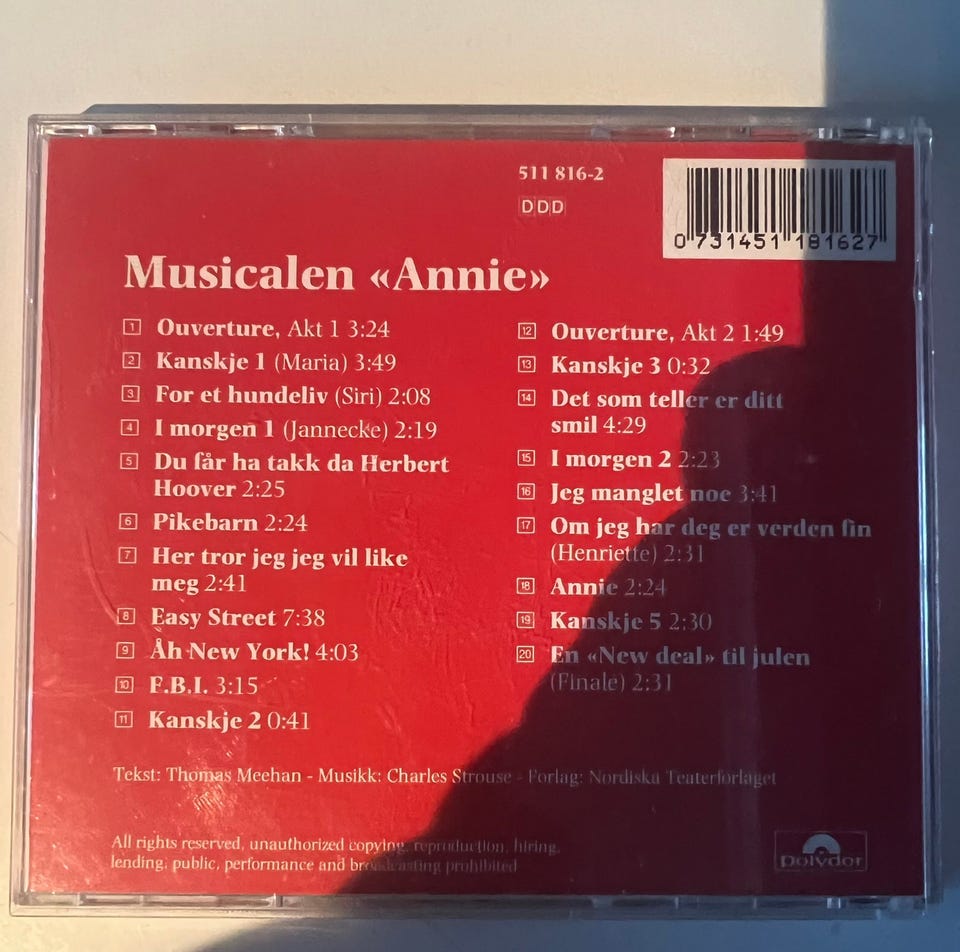 511 816-2
DDD
0 731451 181627
Musicalen «Annie»
1 Ouverture, Akt 1 3:24
2 Kanskje 1 (Maria) 3:49
3 For et hundeliv (Siri) 2:08
4 I morgen 1 (Jannecke) 2:19
5 Du får ha takk da Herbert
Hoover 2:25
6 Pikebarn 2:24
7 Her tror jeg jeg vil like
meg 2:41
8 Easy Street 7:38
9 Åh New York! 4:03
10 F.B.I. 3:15
11 Kanskje 2 0:41
12 Ouverture, Akt 2 1:49
13 Kanskje 3 0:32
14 Det som teller er ditt
smil 4:29
15 I morgen 2 2:23
16 Jeg manglet noe 3:41
17 Om jeg har deg er verden fin
(Henriette) 2:31
18 Annie 2:24
19 Kanskje 5 2:30
20 En «New deal» til julen
(Finale) 2:31
Tekst: Thomas Meehan - Musikk: Charles Strouse - Forlag: Nordiska Teaterforlaget
All rights reserved, unauthorized copying, reproduction, hiring,
lending, public, performance and broadcasting prohibited
polydor